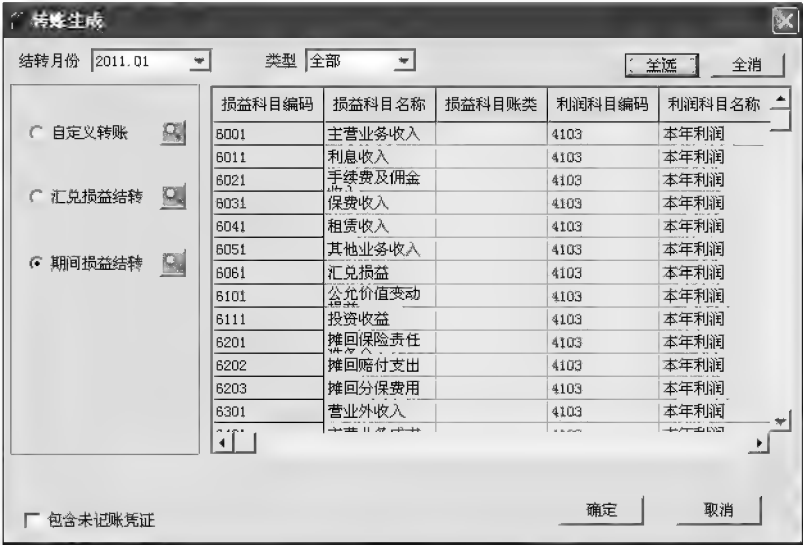 转账生成
结转月份 2011.01 类型 全部 全选 全消
损益科目编码 损益科目名称 损益科目账类 利润科目编码 利润科目名称
自定义转账
汇兑损益结转
期间损益结转
6001 主营业务收入 4103 本年利润
6011 利息收入 4103 本年利润
6021 手续费及佣金 4103 本年利润
6031 保费收入 4103 本年利润
6041 租赁收入 4103 本年利润
6051 其他业务收入 4103 本年利润
6061 汇兑损益 4103 本年利润
6101 公允价值变动 4103 本年利润
6111 投资收益 4103 本年利润
6201 摊回保险责任 4103 本年利润
6202 摊回赔付支出 4103 本年利润
6203 摊回分保费用 4103 本年利润
6301 营业外收入 4103 本年利润
包含未记账凭证 确定 取消